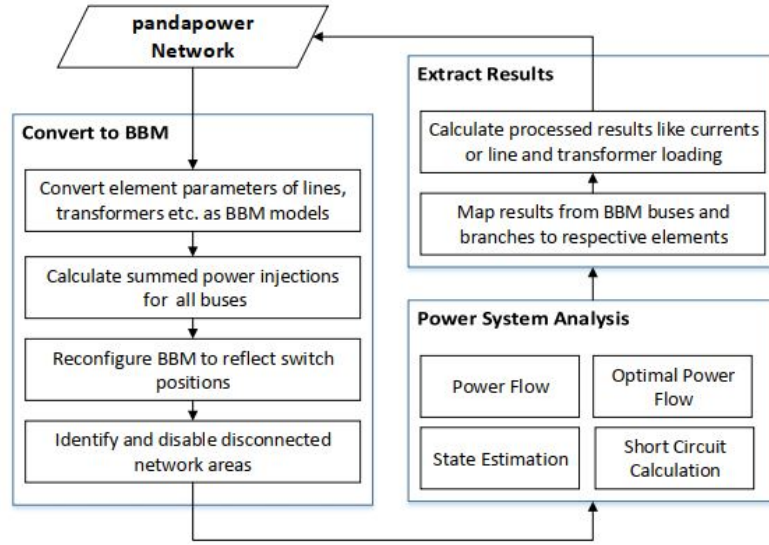 pandapower
Network
Convert to BBM
Convert element parameters of lines,
transformers etc. as BBM models
Calculate summed power injections
for all buses
Reconfigure BBM to reflect switch
positions
Identify and disable disconnected
network areas
Extract Results
Calculate processed results like currents
or line and transformer loading
Map results from BBM buses and
branches to respective elements
Power System Analysis
Power Flow
Optimal Power
Flow
State Estimation
Short Circuit
Calculation